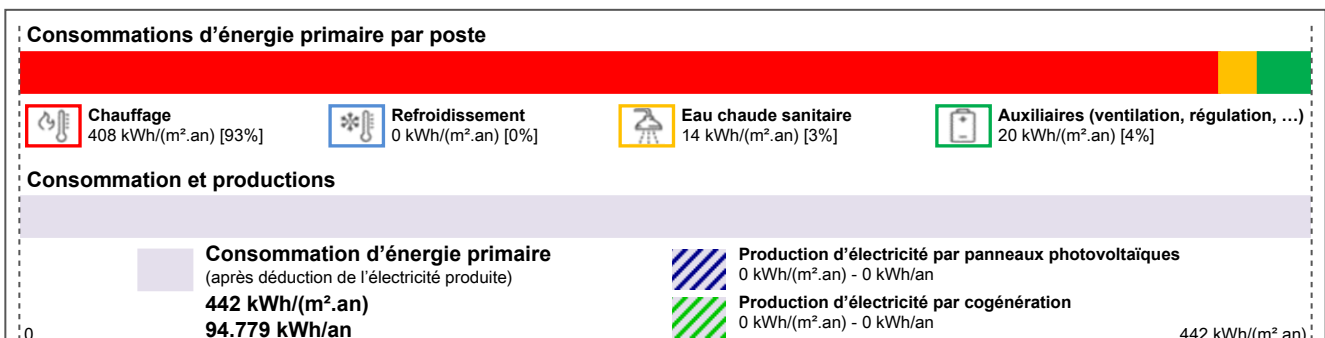 Consommations d’énergie primaire par poste
Chauffage
408 kWh/(m².an) [93%]
Refroidissement
0 kWh/(m².an) [0%]
Eau chaude sanitaire
14 kWh/(m².an) [3%]
Auxiliaires (ventilation, régulation, …)
20 kWh/(m².an) [4%]
Consommation et productions
Consommation d’énergie primaire
(après déduction de l’électricité produite)
442 kWh/(m².an)
94.779 kWh/an
Production d’électricité par panneaux photovoltaïques
0 kWh/(m².an) - 0 kWh/an
Production d’électricité par cogénération
0 kWh/(m².an) - 0 kWh/an
0
442 kWh/(m².an)